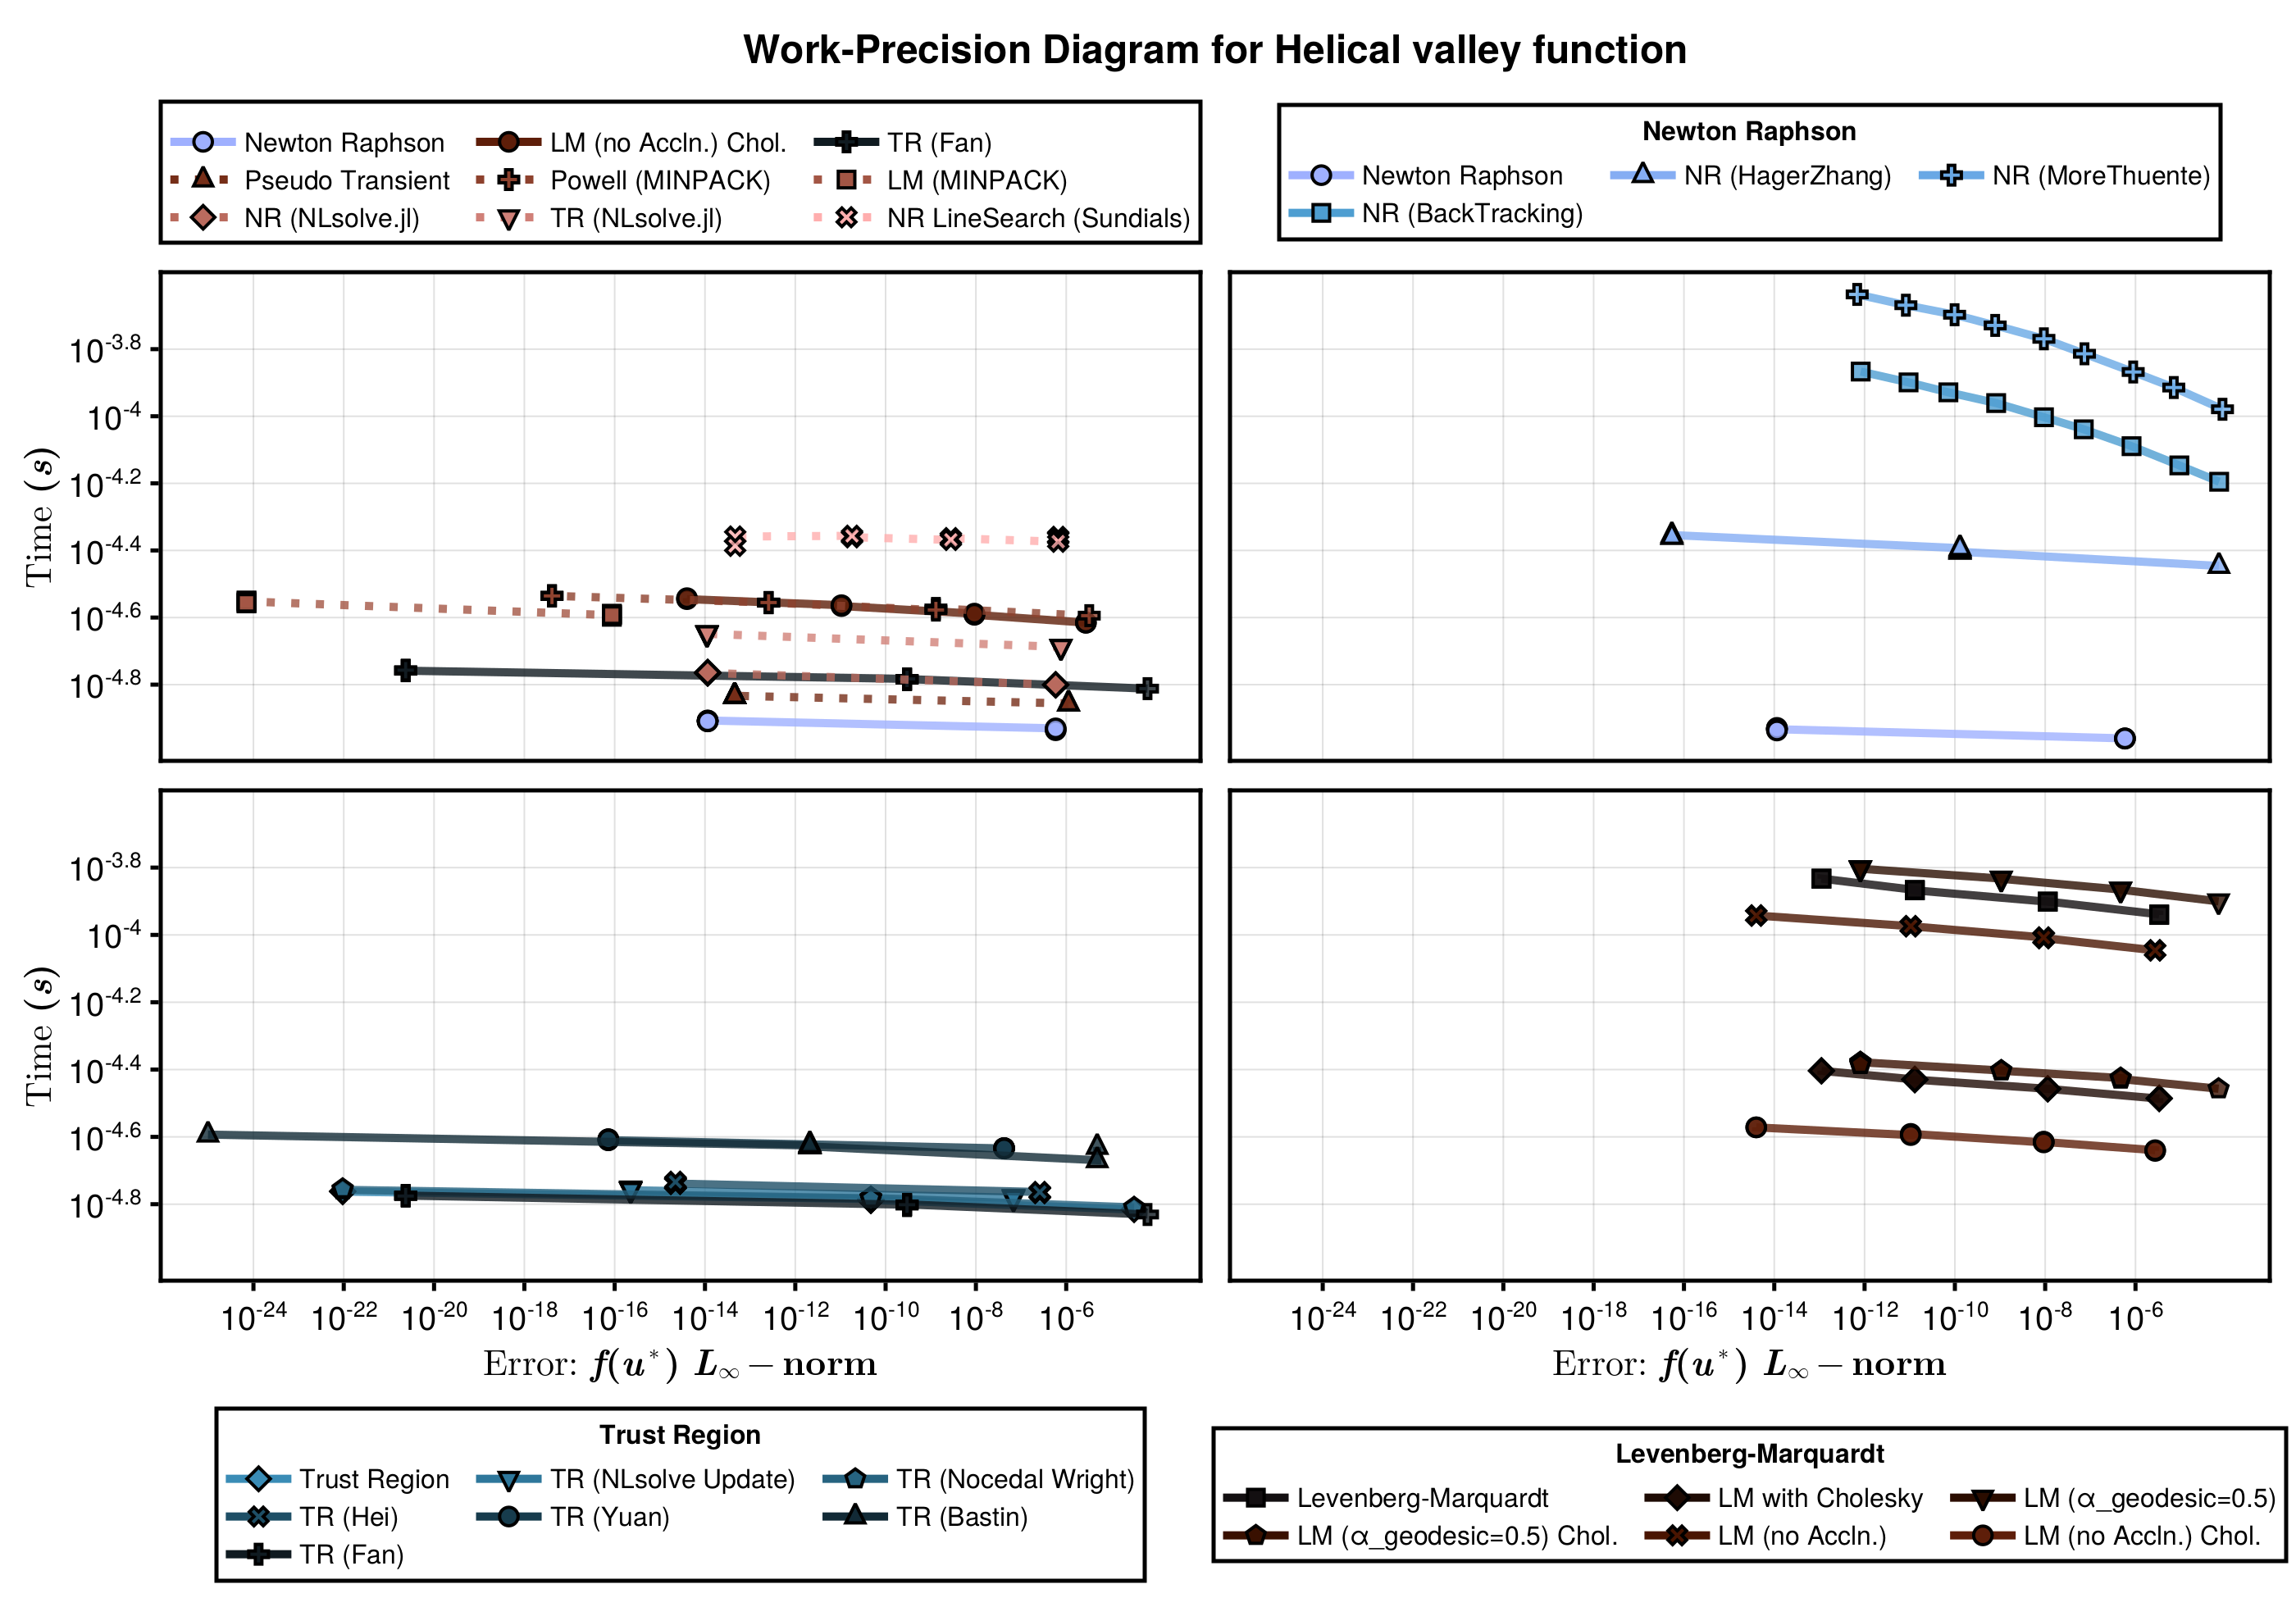 Work-Precision Diagram for Helical valley function
Newton Raphson LM (no Accln.) Chol. TR (Fan)
Pseudo Transient Powell (MINPACK) LM (MINPACK)
NR (NLsolve.jl) TR (NLsolve.jl) NR LineSearch (Sundials)
Newton Raphson
Newton Raphson NR (HagerZhang) NR (MoreThuente)
NR (BackTracking)
Time (s)
10^-3.8
10^-4
10^-4.2
10^-4.4
10^-4.6
10^-4.8
Time (s)
10^-3.8
10^-4
10^-4.2
10^-4.4
10^-4.6
10^-4.8
10^-24 10^-22 10^-20 10^-18 10^-16 10^-14 10^-12 10^-10 10^-8 10^-6
Error: f(u*) L∞ − norm
10^-24 10^-22 10^-20 10^-18 10^-16 10^-14 10^-12 10^-10 10^-8 10^-6
Error: f(u*) L∞ − norm
Trust Region
Trust Region TR (NLsolve Update) TR (Nocedal Wright)
TR (Hei) TR (Yuan) TR (Bastin)
TR (Fan)
Levenberg-Marquardt
Levenberg-Marquardt LM with Cholesky LM (α_geodesic=0.5)
LM (α_geodesic=0.5) Chol. LM (no Accln.) LM (no Accln.) Chol.